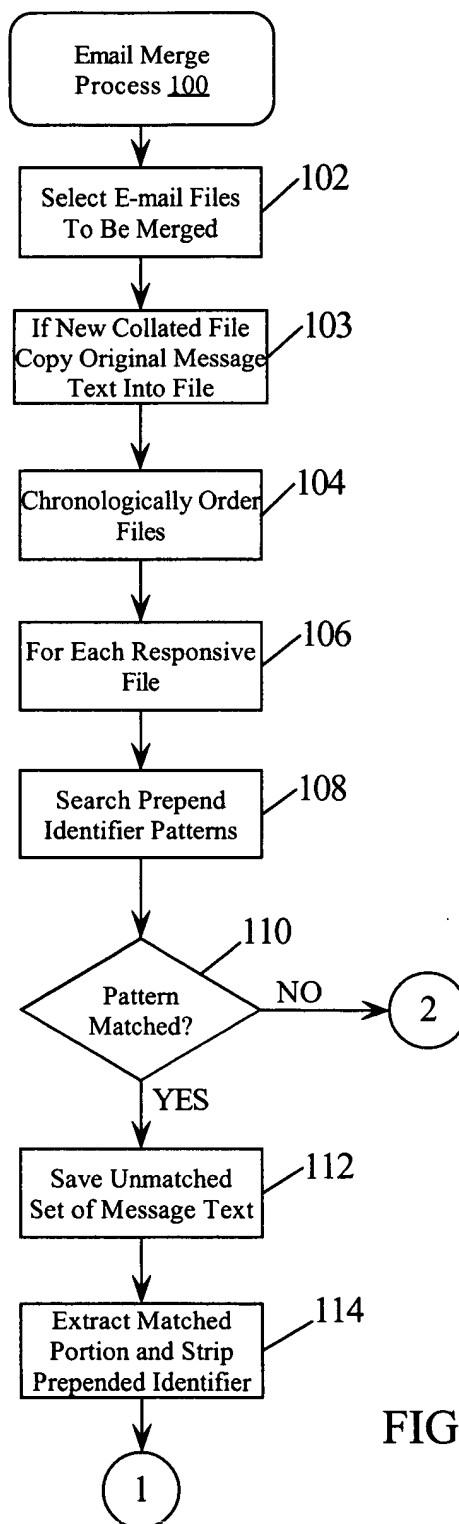 Email Merge
Process 100
102
Select E-mail Files
To Be Merged
103
If New Collated File
Copy Original Message
Text Into File
104
Chronologically Order
Files
106
For Each Responsive
File
108
Search Prepend
Identifier Patterns
110
Pattern
Matched?
NO
2
YES
112
Save Unmatched
Set of Message Text
114
Extract Matched
Portion and Strip
Prepended Identifier
FIG
1